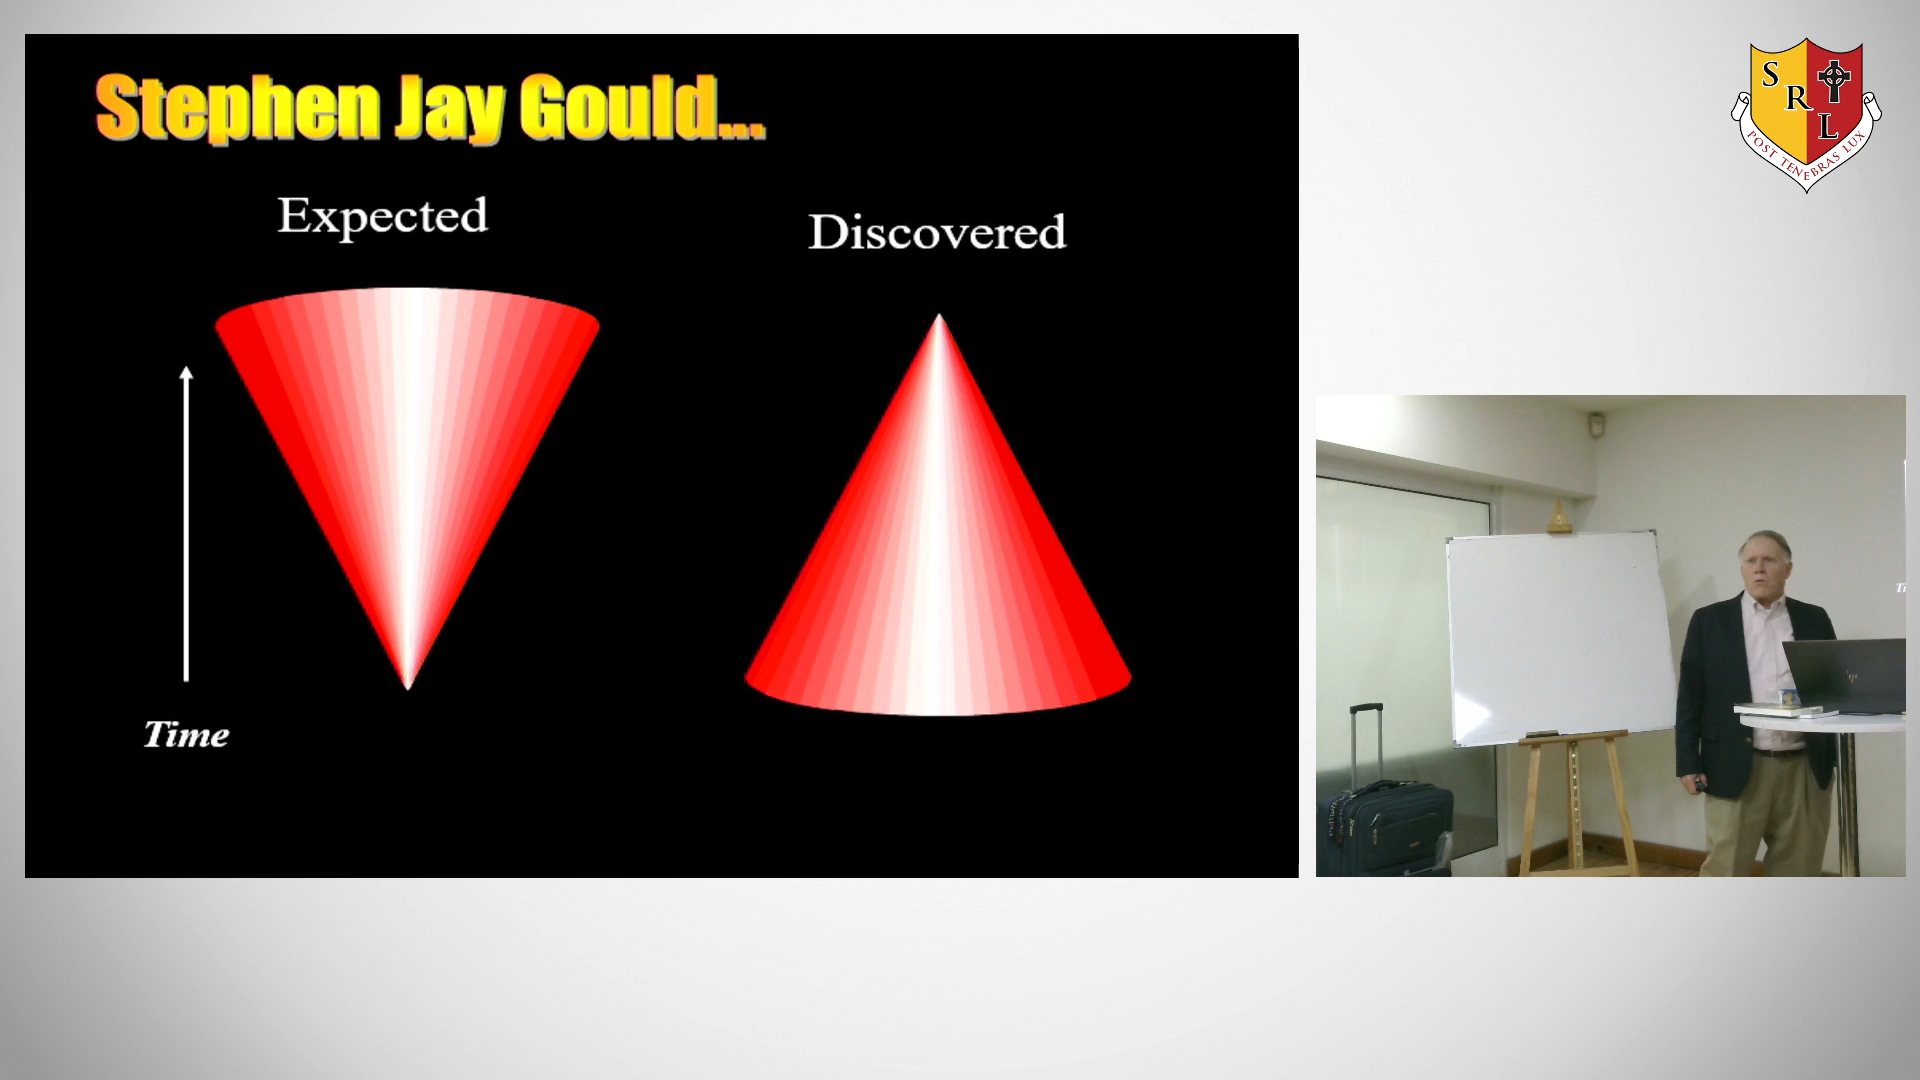 Stephen Jay Gould...
Expected
Discovered
Time
S
R
L
POST TENEBRAS LUX